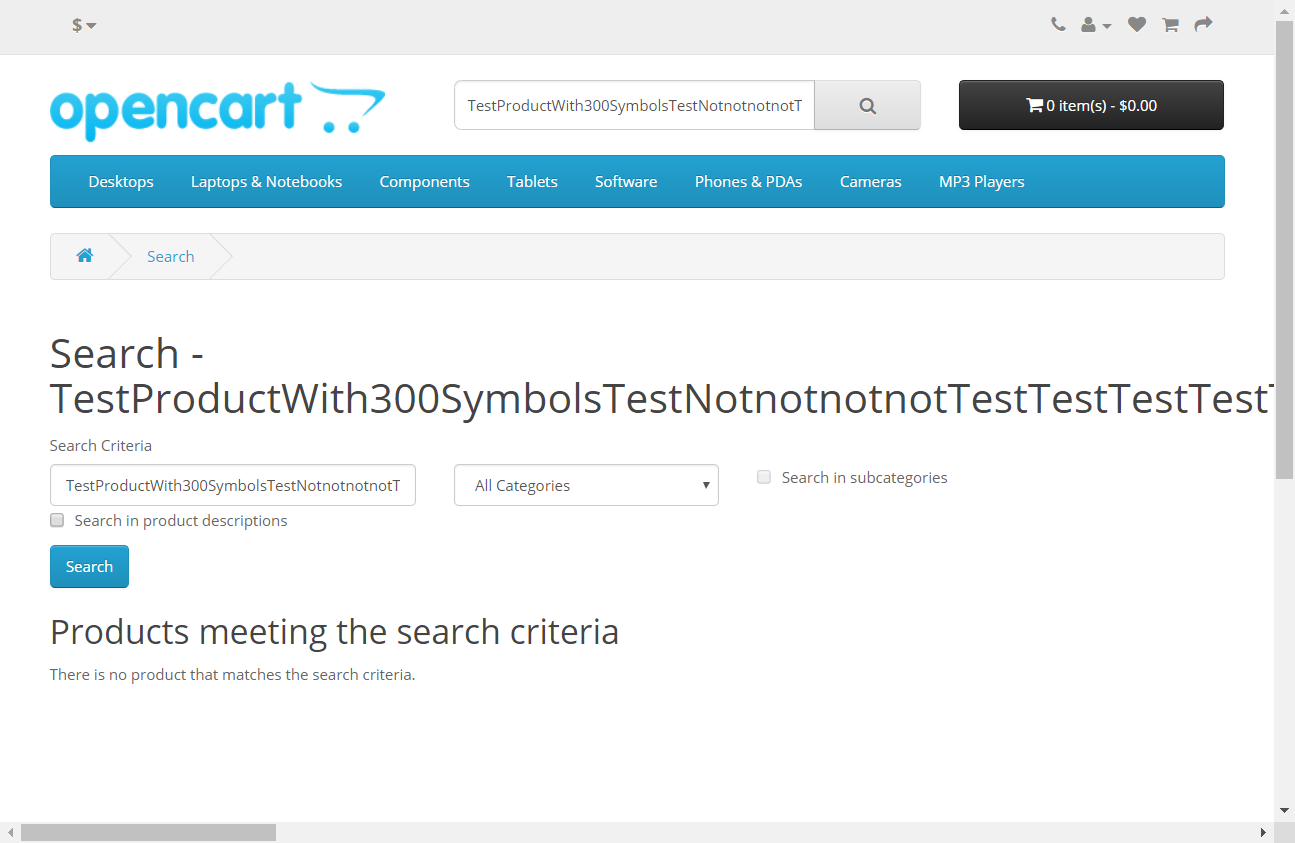 $
opencart
TestProductWith300SymbolsTestNotnotnotnotT
0 item(s) - $0.00
Desktops
Laptops & Notebooks
Components
Tablets
Software
Phones & PDAs
Cameras
MP3 Players
Search
Search -
TestProductWith300SymbolsTestNotnotnotnotTestTestTestTestT
Search Criteria
TestProductWith300SymbolsTestNotnotnotnotT
All Categories
Search in subcategories
Search in product descriptions
Search
Products meeting the search criteria
There is no product that matches the search criteria.